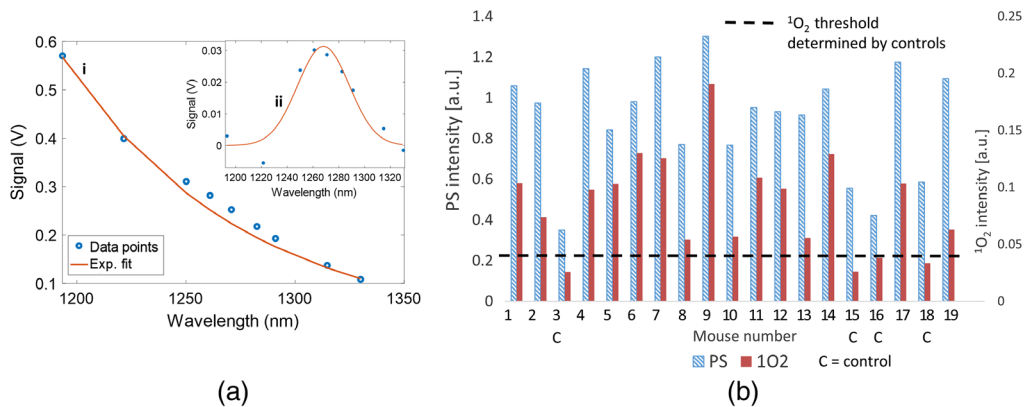 0.6
0.5
0.4
0.3
0.2
0.1
Signal (V)
i
Data points
Exp. fit
1200
1250
1300
1350
Wavelength (nm)
0.03
0.02
0.01
0
Signal (V)
ii
1200 1220 1240 1260 1280 1300 1320
Wavelength (nm)
(a)
1.4
1.2
1
0.8
0.6
0.4
0.2
0
PS intensity [a.u.]
¹O₂ threshold
determined by controls
0.25
0.2
0.15
0.1
0.05
0
¹O₂ intensity [a.u.]
1 2 3 4 5 6 7 8 9 10 11 12 13 14 15 16 17 18 19
C Mouse number C C C
PS 1O2 C = control
(b)